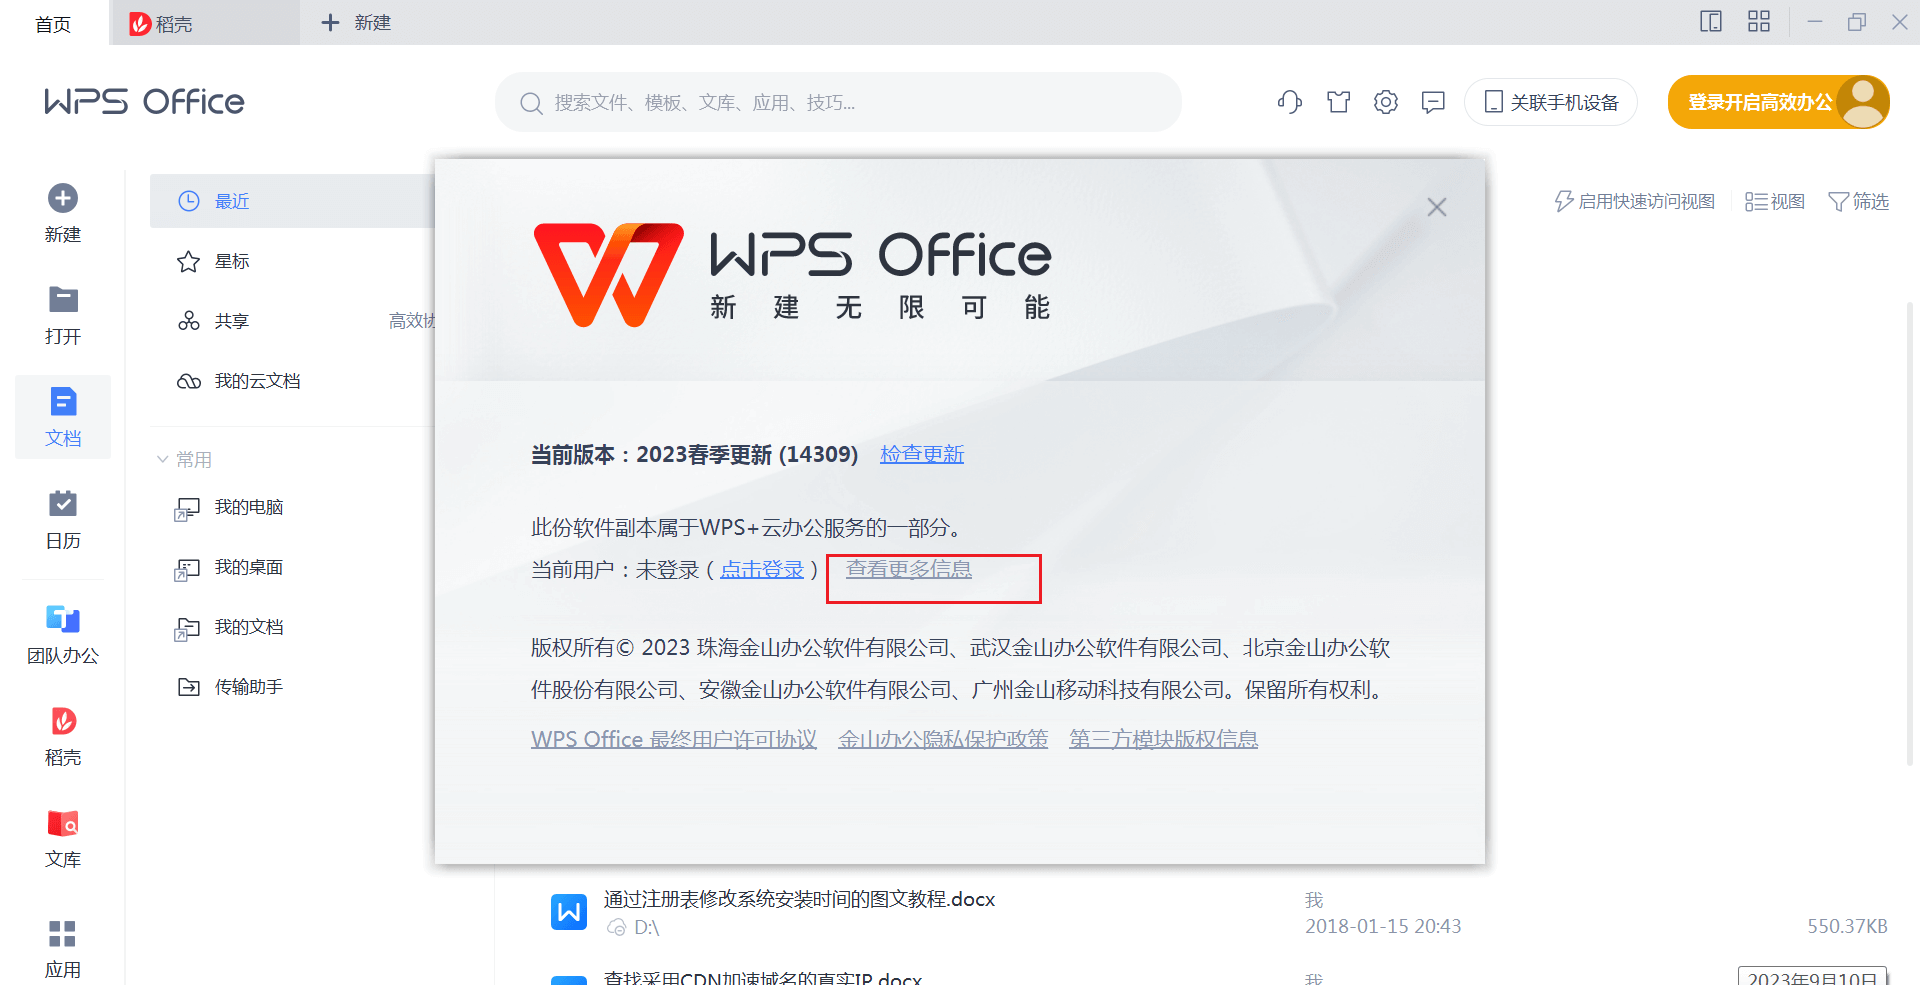 首页
稻壳
新建
WPS Office
搜索文件、模板、文库、应用、技巧...
关联手机设备
登录开启高效办公
新建
打开
文档
日历
团队办公
稻壳
文库
应用
最近
星标
共享
高效协
我的云文档
常用
我的电脑
我的桌面
我的文档
传输助手
启用快速访问视图
视图
筛选
WPS Office
新建无限可能
当前版本：2023春季更新 (14309) 检查更新
此份软件副本属于WPS+云办公服务的一部分。
当前用户：未登录（点击登录） 查看更多信息
版权所有© 2023 珠海金山办公软件有限公司、武汉金山办公软件有限公司、北京金山办公软
件股份有限公司、安徽金山办公软件有限公司、广州金山移动科技有限公司。保留所有权利。
WPS Office 最终用户许可协议 金山办公隐私保护政策 第三方模块版权信息
通过注册表修改系统安装时间的图文教程.docx
D:\
我
2018-01-15 20:43
550.37KB
查找采用CDN加速域名的真实IP.docx
我
2023年9月10日